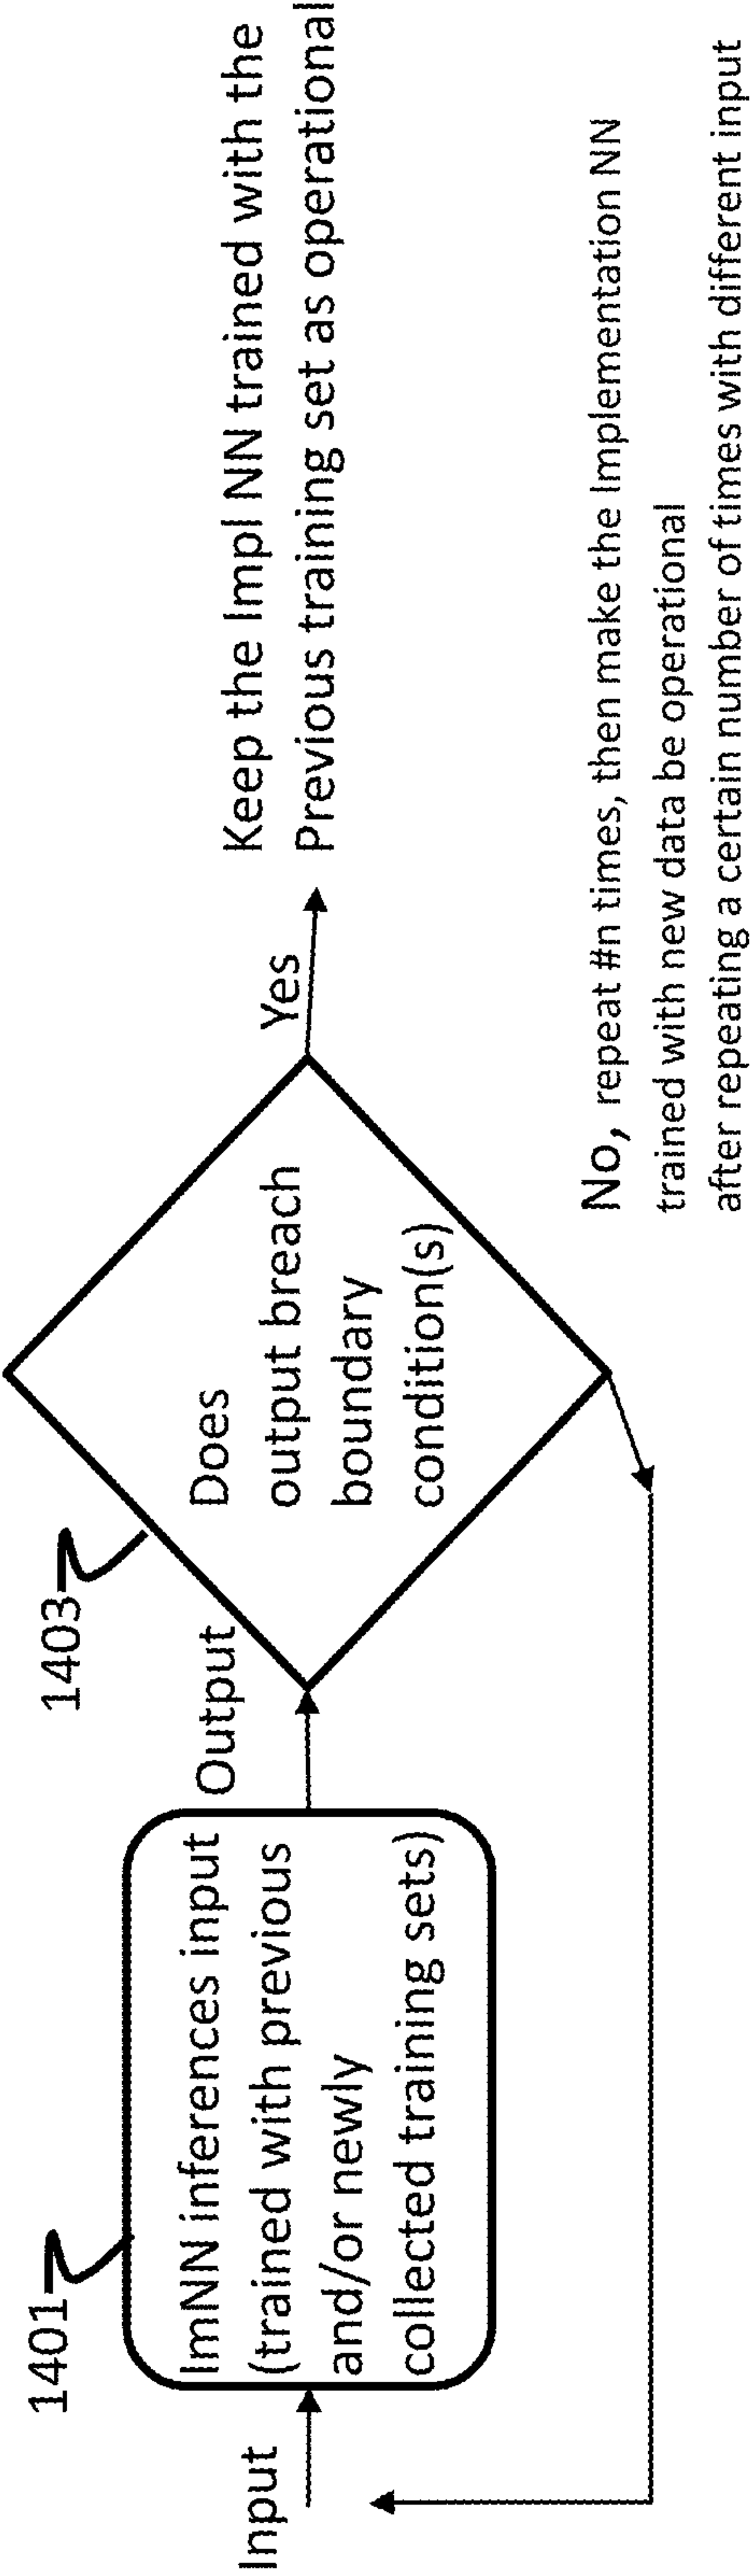 1401
Input
ImNN inferences input
(trained with previous
and/or newly
collected training sets)
Output
1403
Does
output breach
boundary
condition(s)
Yes
Keep the Impl NN trained with the
Previous training set as operational
No, repeat #n times, then make the Implementation NN
trained with new data be operational
after repeating a certain number of times with different input